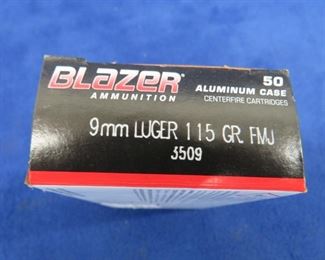 BLAZER®
AMMUNITION
50
ALUMINUM CASE
CENTERFIRE CARTRIDGES
9mm LUGER 115 GR. FMJ
3509